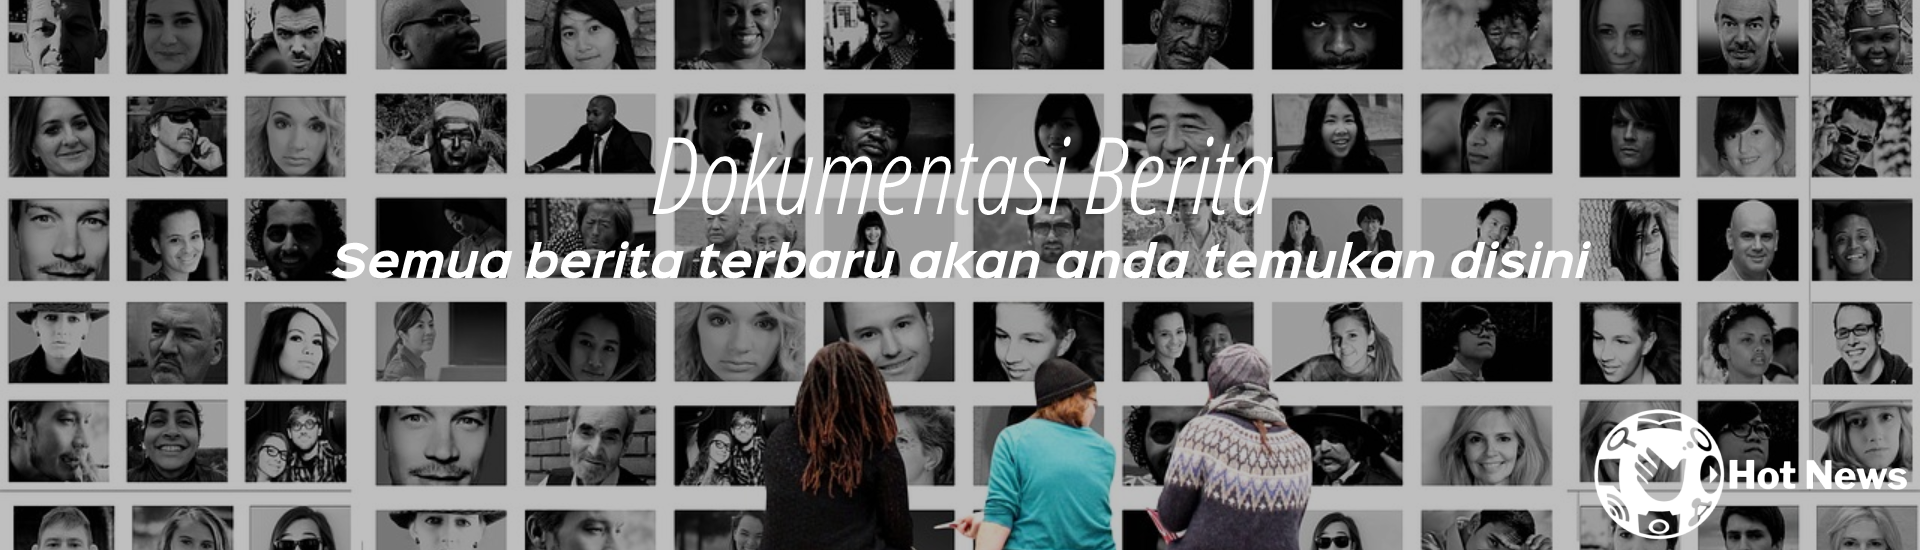 Dokumentasi Berita
Semua berita terbaru akan anda temukan disini
Hot News